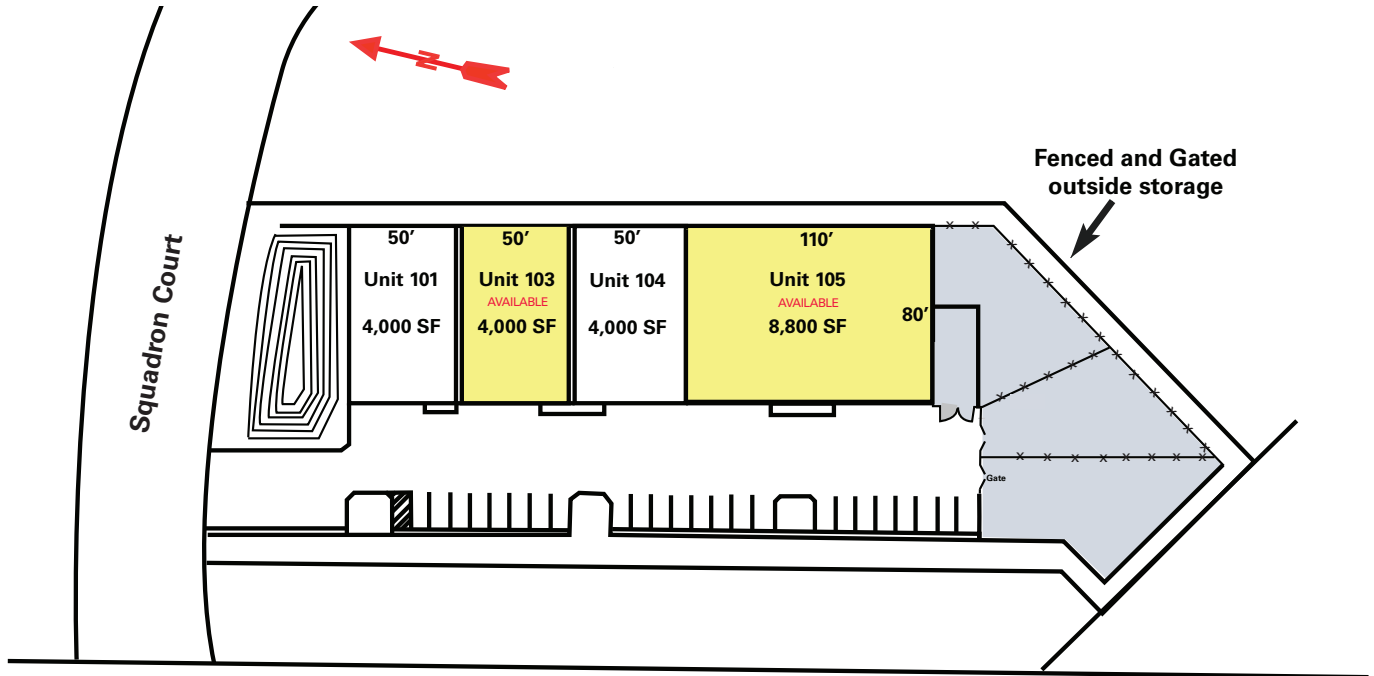 Fenced and Gated
outside storage
Squadron Court
50’
Unit 101
4,000 SF
50’
Unit 103
AVAILABLE
4,000 SF
50’
Unit 104
4,000 SF
110’
Unit 105
AVAILABLE
8,800 SF
80’
Gate